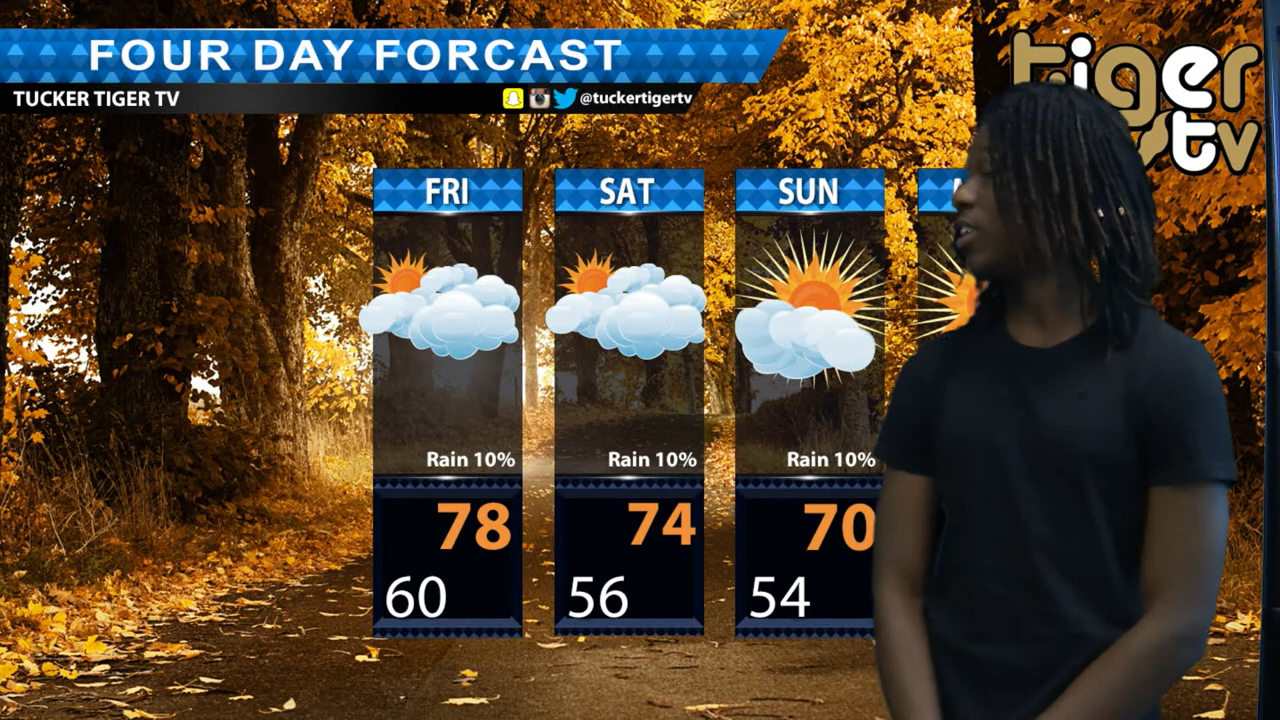 FOUR DAY FORCAST
TUCKER TIGER TV
@tuckertigertv
tiger
tv
FRI
SAT
SUN
Rain 10%
Rain 10%
Rain 10%
78
74
70
60
56
54